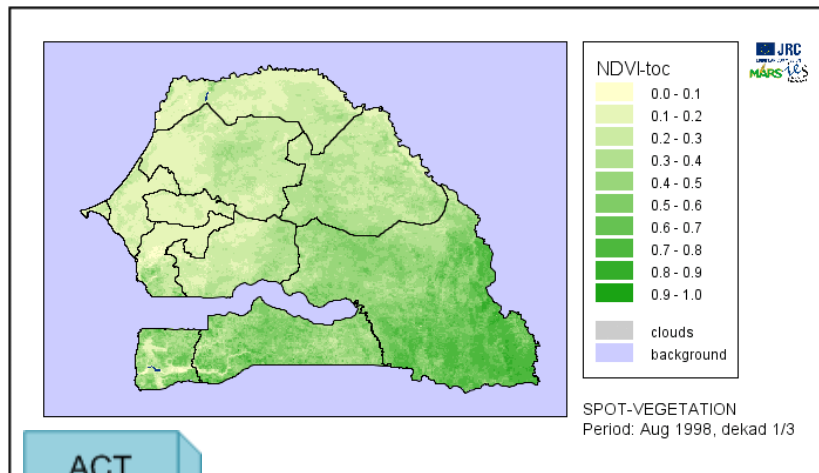 JRC
MARS
ies
NDVI-toc
0.0 - 0.1
0.1 - 0.2
0.2 - 0.3
0.3 - 0.4
0.4 - 0.5
0.5 - 0.6
0.6 - 0.7
0.7 - 0.8
0.8 - 0.9
0.9 - 1.0
clouds
background
SPOT-VEGETATION
Period: Aug 1998, dekad 1/3
ACT